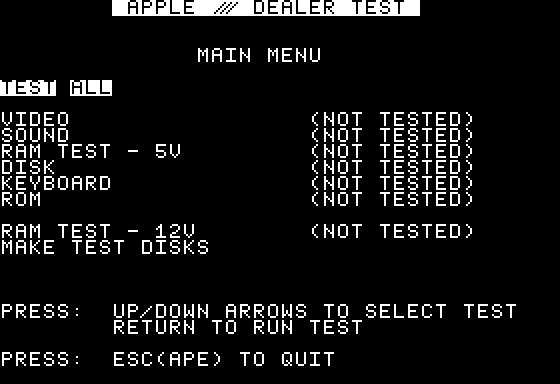 APPLE /// DEALER TEST
MAIN MENU
TEST ALL
VIDEO (NOT TESTED)
SOUND (NOT TESTED)
RAM TEST - 5V (NOT TESTED)
DISK (NOT TESTED)
KEYBOARD (NOT TESTED)
ROM (NOT TESTED)
RAM TEST - 12V (NOT TESTED)
MAKE TEST DISKS
PRESS: UP/DOWN ARROWS TO SELECT TEST
RETURN TO RUN TEST
PRESS: ESC(APE) TO QUIT